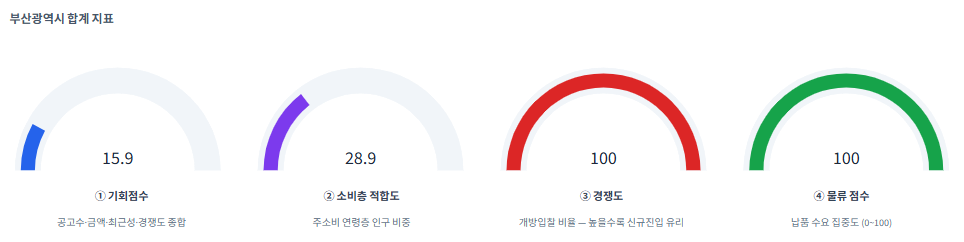 부산광역시 합계 지표
15.9
28.9
100
100
① 기회점수
② 소비층 적합도
③ 경쟁도
④ 물류 점수
공고수·금액·최근성·경쟁도 종합
주소비 연령층 인구 비중
개방입찰 비율 — 높을수록 신규진입 유리
납품 수요 집중도 (0~100)